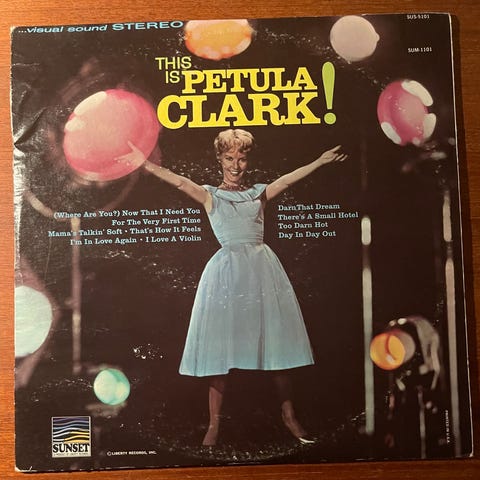 ...visual sound STEREO
SUS-5101
SUM-1101
THIS
IS PETULA
CLARK!
(Where Are You?) Now That I Need You
For The Very First Time
Mama's Talkin' Soft • That's How It Feels
I'm In Love Again • I Love A Violin
Darn That Dream
There's A Small Hotel
Too Darn Hot
Day In Day Out
SUNSET
©LIBERTY RECORDS, INC.
PRINTED IN U.S.A.